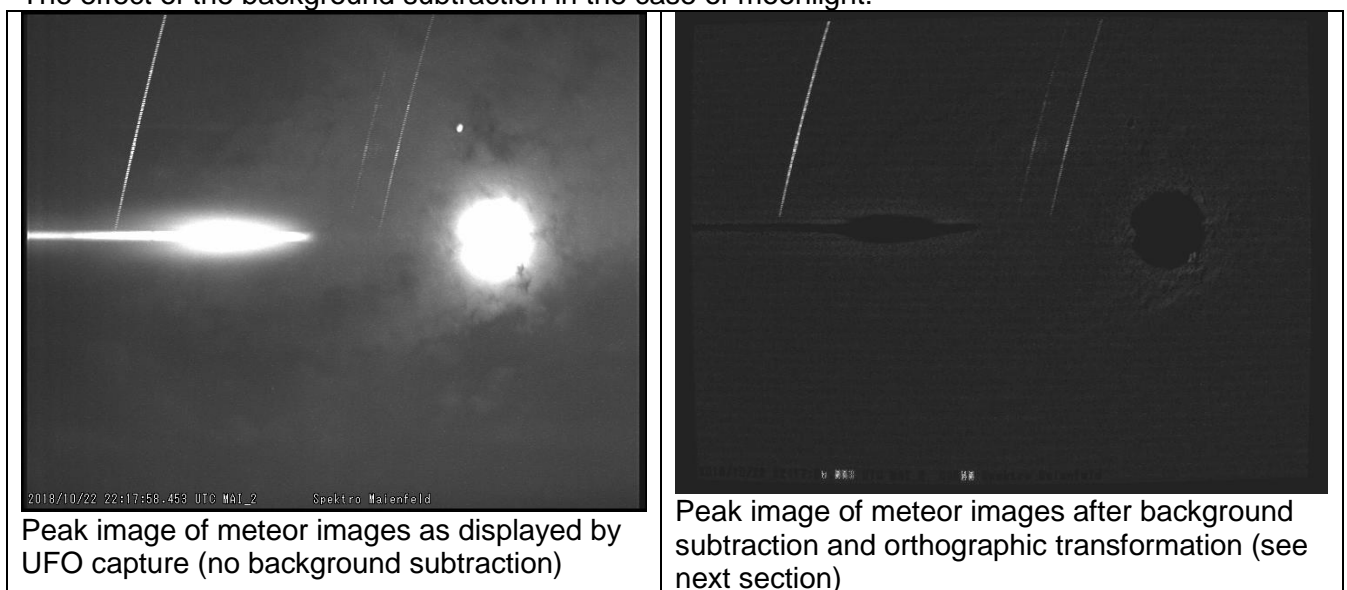 The effect of the background subtraction in the case of moonlight.
2018/10/22 22:17:58.453 UTC MAI_2 Spektro Maienfeld
Peak image of meteor images as displayed by
UFO capture (no background subtraction)
Peak image of meteor images after background
subtraction and orthographic transformation (see
next section)